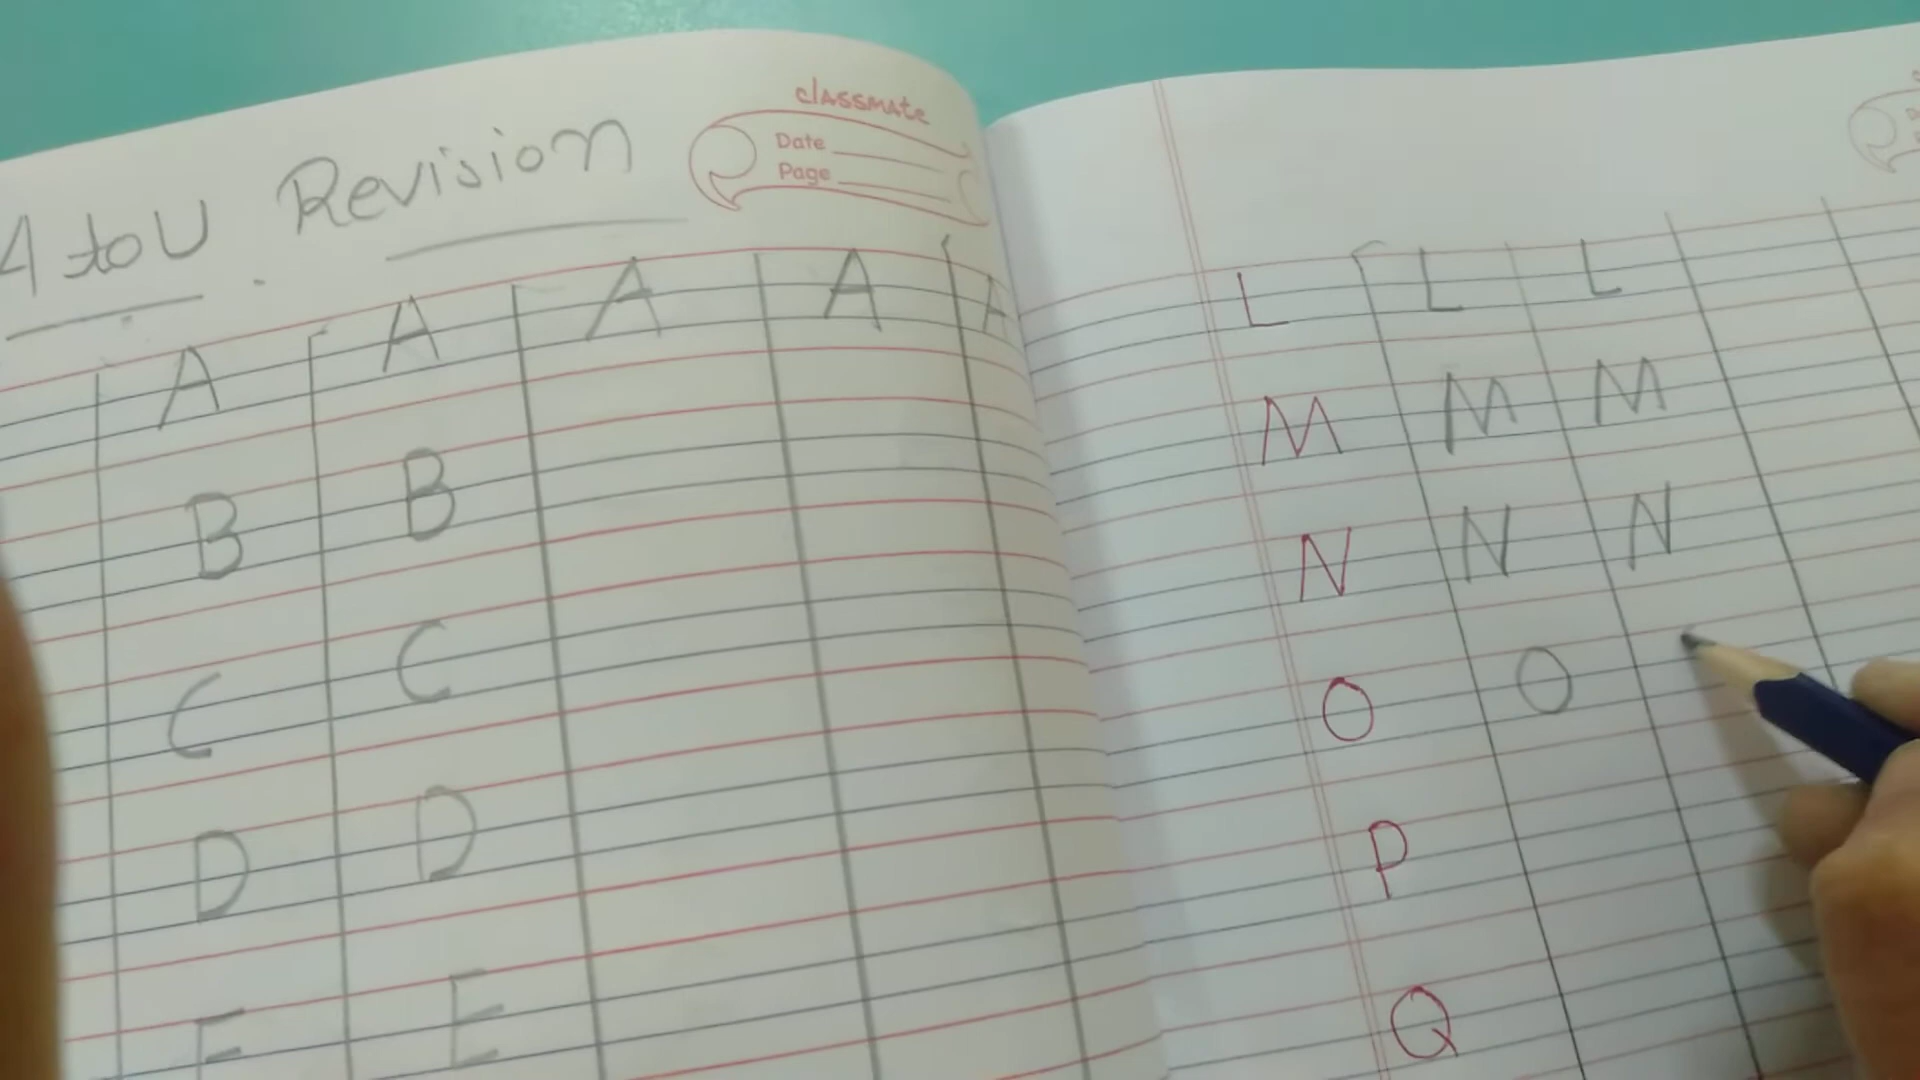 classmate
Date
Page
A to U Revision
A A A A A
B B
C C
D D
E E
L L L
M M M
N N N
O O
P
Q